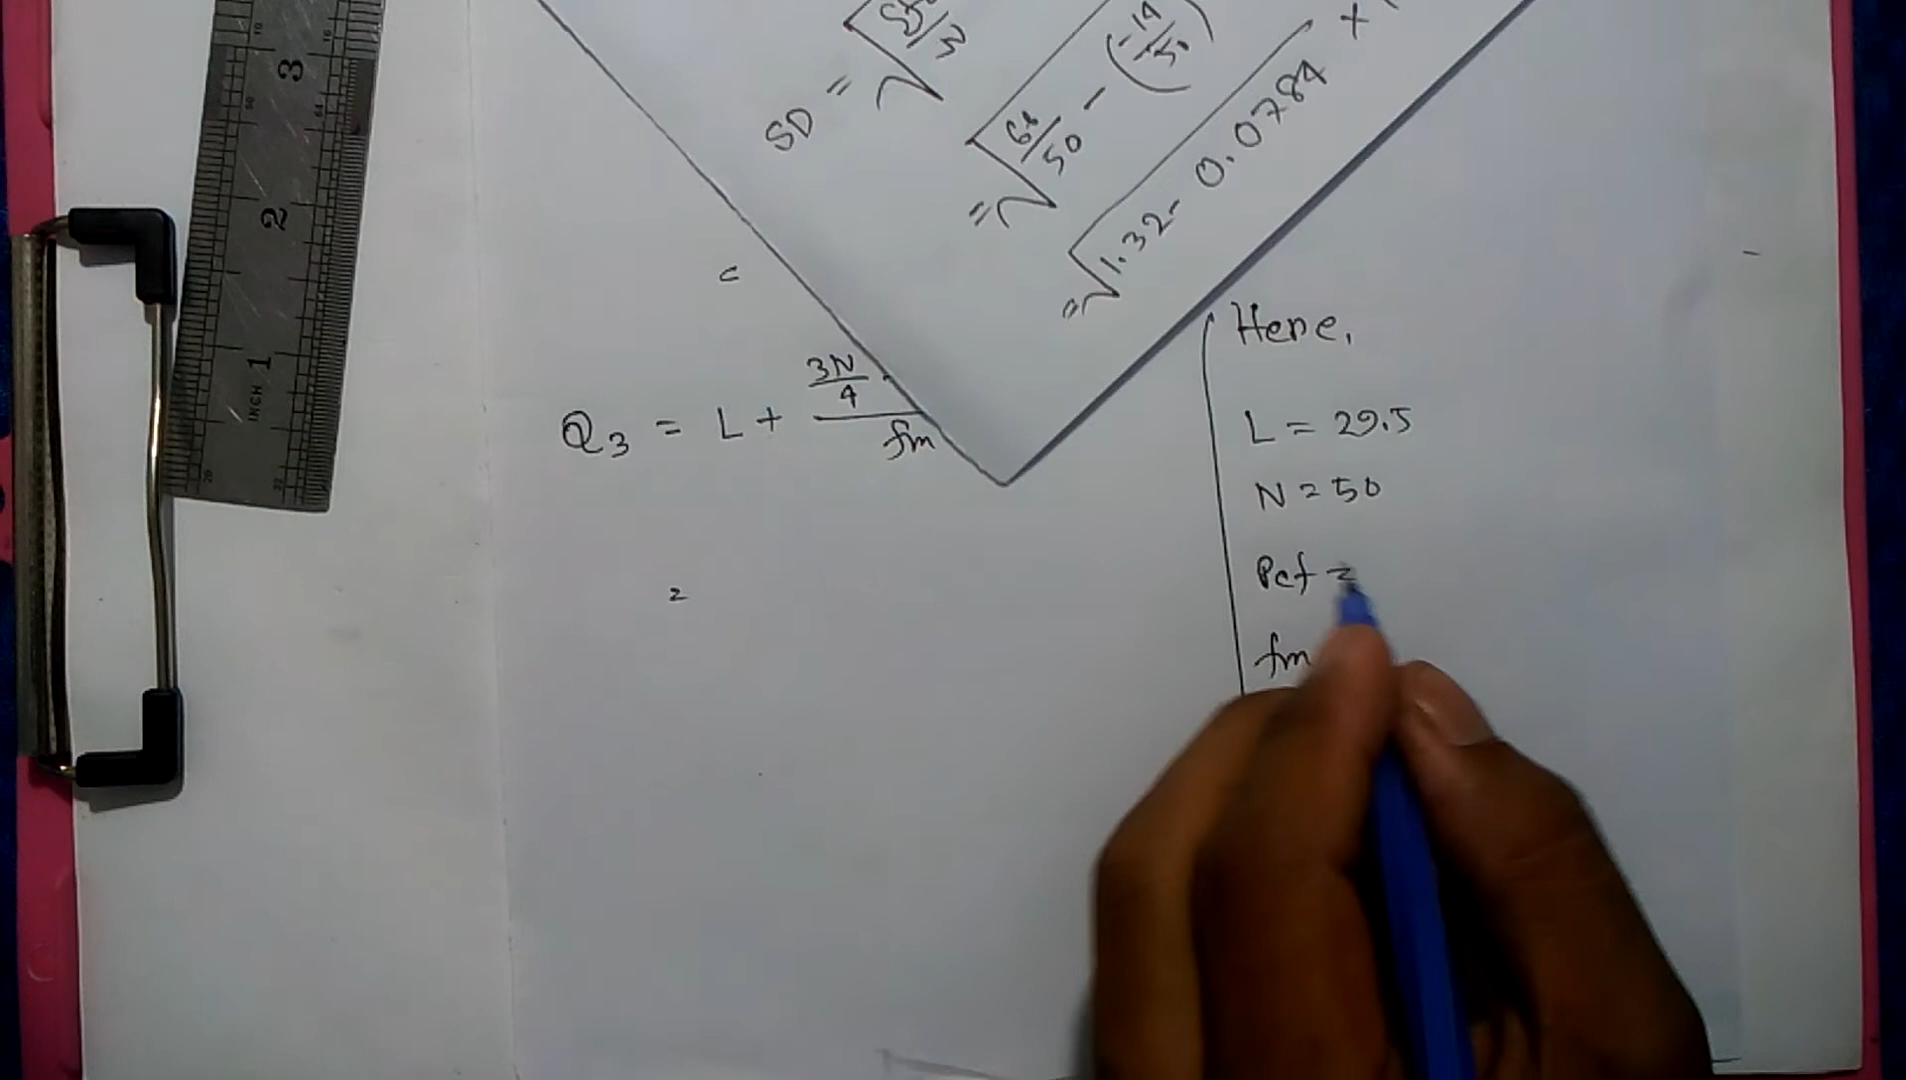 SD =
= √ 66/50 - (-14/50)
= √ 1.32 - 0.0784 ×
Here,
Q3 = L + 3N/4 / fm
L = 29.5
N = 50
Pcf =
=
fm
3
2
1
INCH